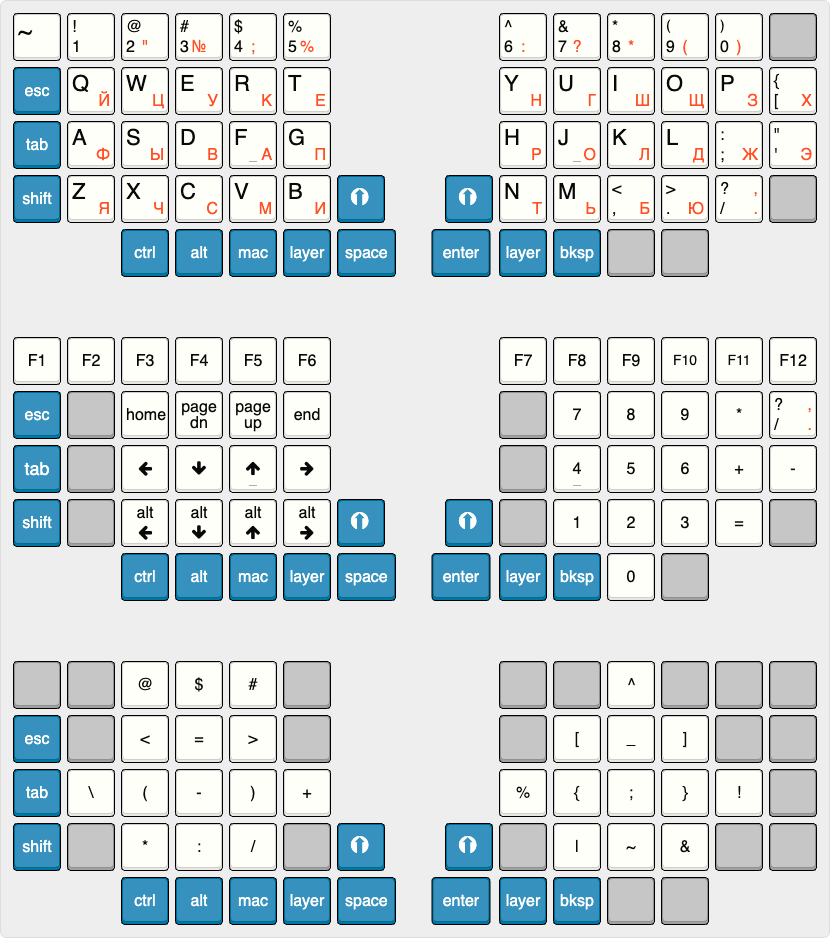 ~ ! @ # $ % ^ & * ( )
1 2 " 3 № 4 ; 5 % 6 : 7 ? 8 * 9 ( 0 )
esc Q Й W Ц E У R К T Е Y Н U Г I Ш O Щ P З { [ Х
tab A Ф S Ы D В F _ А G П H Р J _ О K Л L Д : ; Ж " ' Э
shift Z Я X Ч C С V М B И N Т M Ь < , Б > . Ю ? / , .
ctrl alt mac layer space enter layer bksp
F1 F2 F3 F4 F5 F6 F7 F8 F9 F10 F11 F12
esc home page dn page up end 7 8 9 * ? / , .
tab ← ↓ ↑ _ → 4 _ 5 6 + -
shift alt ← alt ↓ alt ↑ alt → 1 2 3 =
ctrl alt mac layer space enter layer bksp 0
@ $ # ^
esc < = > [ _ ]
tab \ ( - ) + % { ; } !
shift * : / | ~ &
ctrl alt mac layer space enter layer bksp